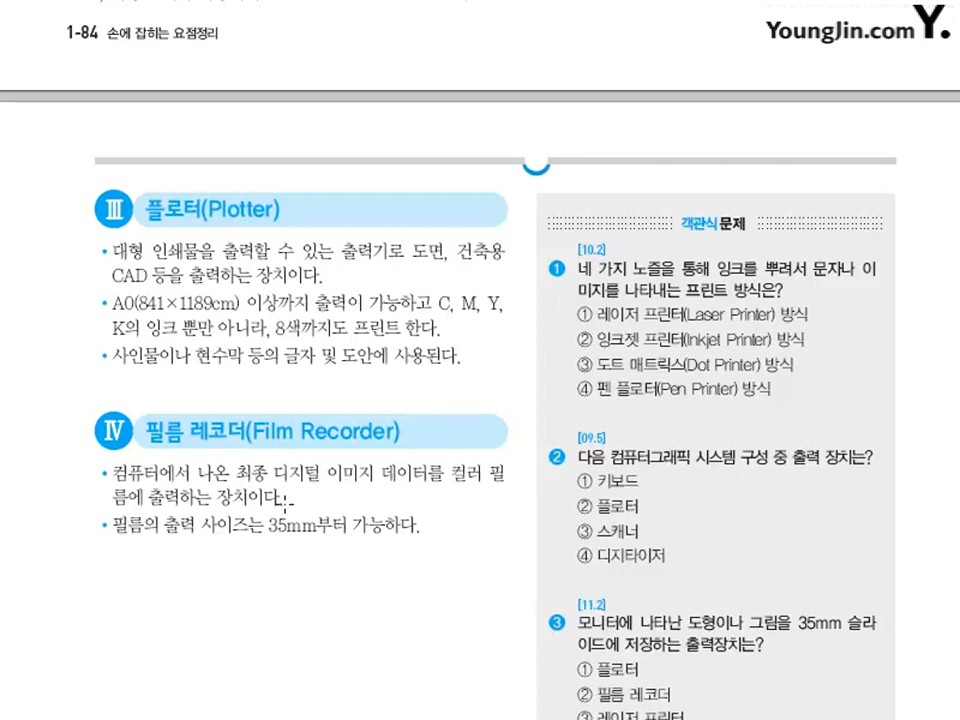 1-84 손에 잡히는 요점정리
YoungJin.com Y.
Ⅲ 플로터(Plotter)
• 대형 인쇄물을 출력할 수 있는 출력기로 도면, 건축용
CAD 등을 출력하는 장치이다.
• A0(841×1189cm) 이상까지 출력이 가능하고 C, M, Y,
K의 잉크 뿐만 아니라, 8색까지도 프린트 한다.
• 사인물이나 현수막 등의 글자 및 도안에 사용된다.
Ⅳ 필름 레코더(Film Recorder)
• 컴퓨터에서 나온 최종 디지털 이미지 데이터를 컬러 필
름에 출력하는 장치이다.
• 필름의 출력 사이즈는 35mm부터 가능하다.
객관식 문제
[10.2]
1 네 가지 노즐을 통해 잉크를 뿌려서 문자나 이
미지를 나타내는 프린트 방식은?
① 레이저 프린터(Laser Printer) 방식
② 잉크젯 프린터(Inkjet Printer) 방식
③ 도트 매트릭스(Dot Printer) 방식
④ 펜 플로터(Pen Printer) 방식
[09.5]
2 다음 컴퓨터그래픽 시스템 구성 중 출력 장치는?
① 키보드
② 플로터
③ 스캐너
④ 디지타이저
[11.2]
3 모니터에 나타난 도형이나 그림을 35mm 슬라
이드에 저장하는 출력장치는?
① 플로터
② 필름 레코더
③ 레이저 프린터